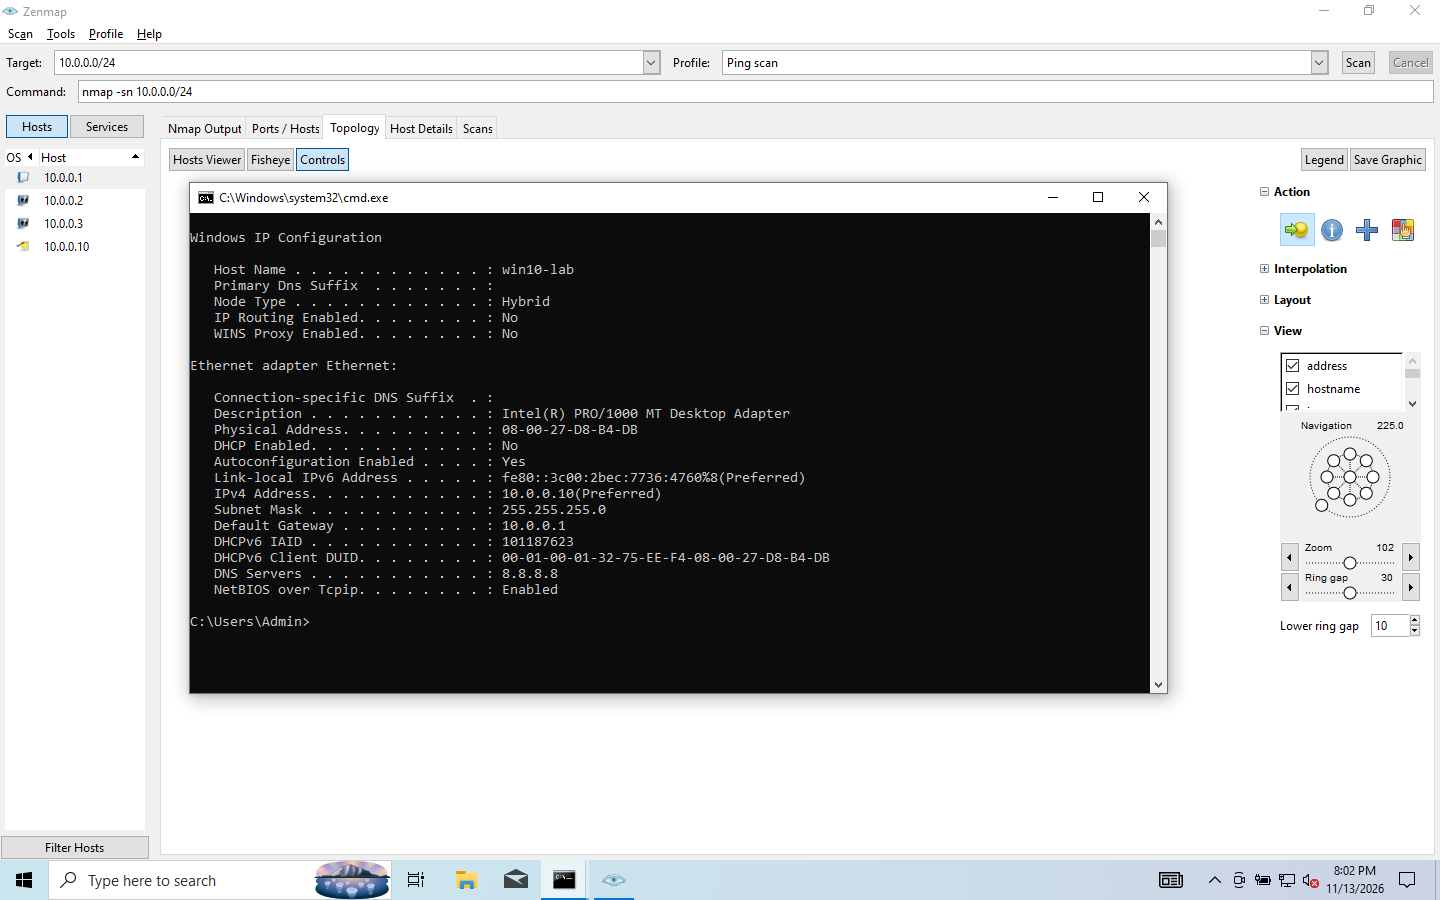 Zenmap
Scan Tools Profile Help
Target: 10.0.0.0/24 Profile: Ping scan Scan Cancel
Command: nmap -sn 10.0.0.0/24
Hosts Services
Nmap Output Ports / Hosts Topology Host Details Scans
OS Host
10.0.0.1
10.0.0.2
10.0.0.3
10.0.0.10
Filter Hosts
Hosts Viewer Fisheye Controls Legend Save Graphic
C:\Windows\system32\cmd.exe
Windows IP Configuration
Host Name . . . . . . . . . . . . : win10-lab
Primary Dns Suffix  . . . . . . . :
Node Type . . . . . . . . . . . . : Hybrid
IP Routing Enabled. . . . . . . . : No
WINS Proxy Enabled. . . . . . . . : No
Ethernet adapter Ethernet:
Connection-specific DNS Suffix  . :
Description . . . . . . . . . . . : Intel(R) PRO/1000 MT Desktop Adapter
Physical Address. . . . . . . . . : 08-00-27-D8-B4-DB
DHCP Enabled. . . . . . . . . . . : No
Autoconfiguration Enabled . . . . : Yes
Link-local IPv6 Address . . . . . : fe80::3c00:2bec:7736:4760%8(Preferred)
IPv4 Address. . . . . . . . . . . : 10.0.0.10(Preferred)
Subnet Mask . . . . . . . . . . . : 255.255.255.0
Default Gateway . . . . . . . . . : 10.0.0.1
DHCPv6 IAID . . . . . . . . . . . : 101187623
DHCPv6 Client DUID. . . . . . . . : 00-01-00-01-32-75-EE-F4-08-00-27-D8-B4-DB
DNS Servers . . . . . . . . . . . : 8.8.8.8
NetBIOS over Tcpip. . . . . . . . : Enabled
C:\Users\Admin>
Action
Interpolation
Layout
View
address
hostname
Navigation 225.0
Zoom 102
Ring gap 30
Lower ring gap 10
Type here to search
8:02 PM
11/13/2026